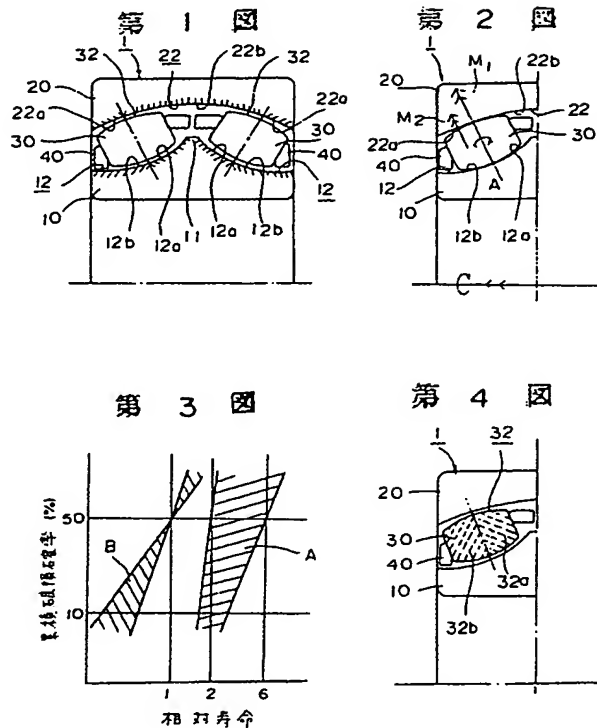 第 1 図
1
32 22 22b 32
20
22a 22a
30 30
40 40
12 12
10
12b 12a 11 12a 12b
第 2 図
1
M1 22b
20
22
M2 30
22a
40
12 A
10
12b 12a
第 3 図
累積破損確率 (%)
50
B A
10
1 2 6
相対寿命
第 4 図
1 32
20
30
40
10 32a
32b